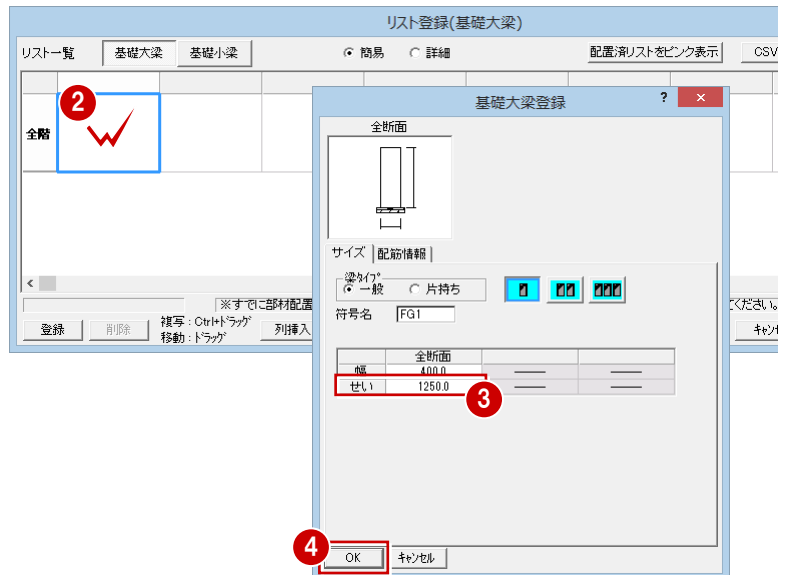 リスト登録(基礎大梁)
リスト一覧 基礎大梁 基礎小梁 簡易 詳細 配置済リストをピンク表示 CSV
2
全階
基礎大梁登録 ? ×
全断面
サイズ 配筋情報
梁タイプ
一般 片持ち
符号名 FG1
全断面
幅 400.0
せい 1250.0
3
<
※すでに部材配置
てください。
登録 削除 複写:Ctrl+ドラッグ 列挿入
移動:ドラッグ
キャンセ
4
OK キャンセル